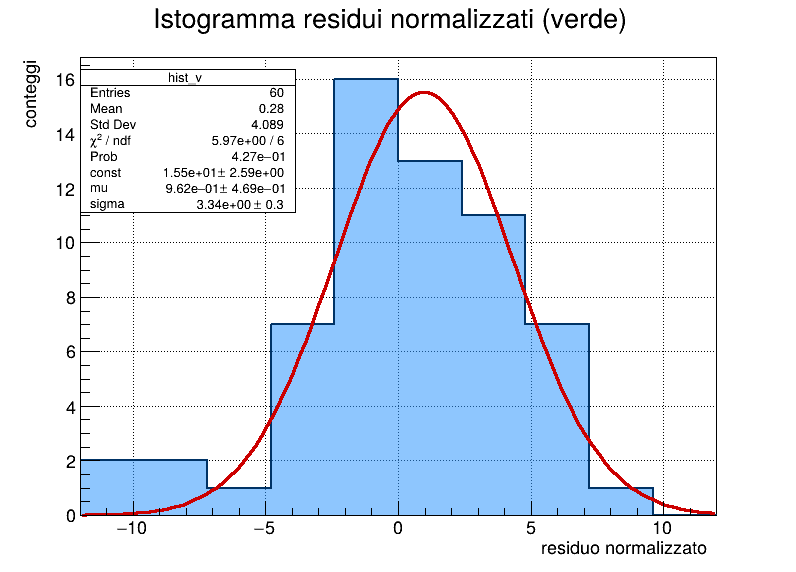 Istogramma residui normalizzati (verde)
conteggi
hist_v
Entries 60
Mean 0.28
Std Dev 4.089
χ² / ndf 5.97e+00 / 6
Prob 4.27e−01
const 1.55e+01± 2.59e+00
mu 9.62e−01± 4.69e−01
sigma 3.34e+00 ± 0.3
16
14
12
10
8
6
4
2
0
−10 −5 0 5 10
residuo normalizzato